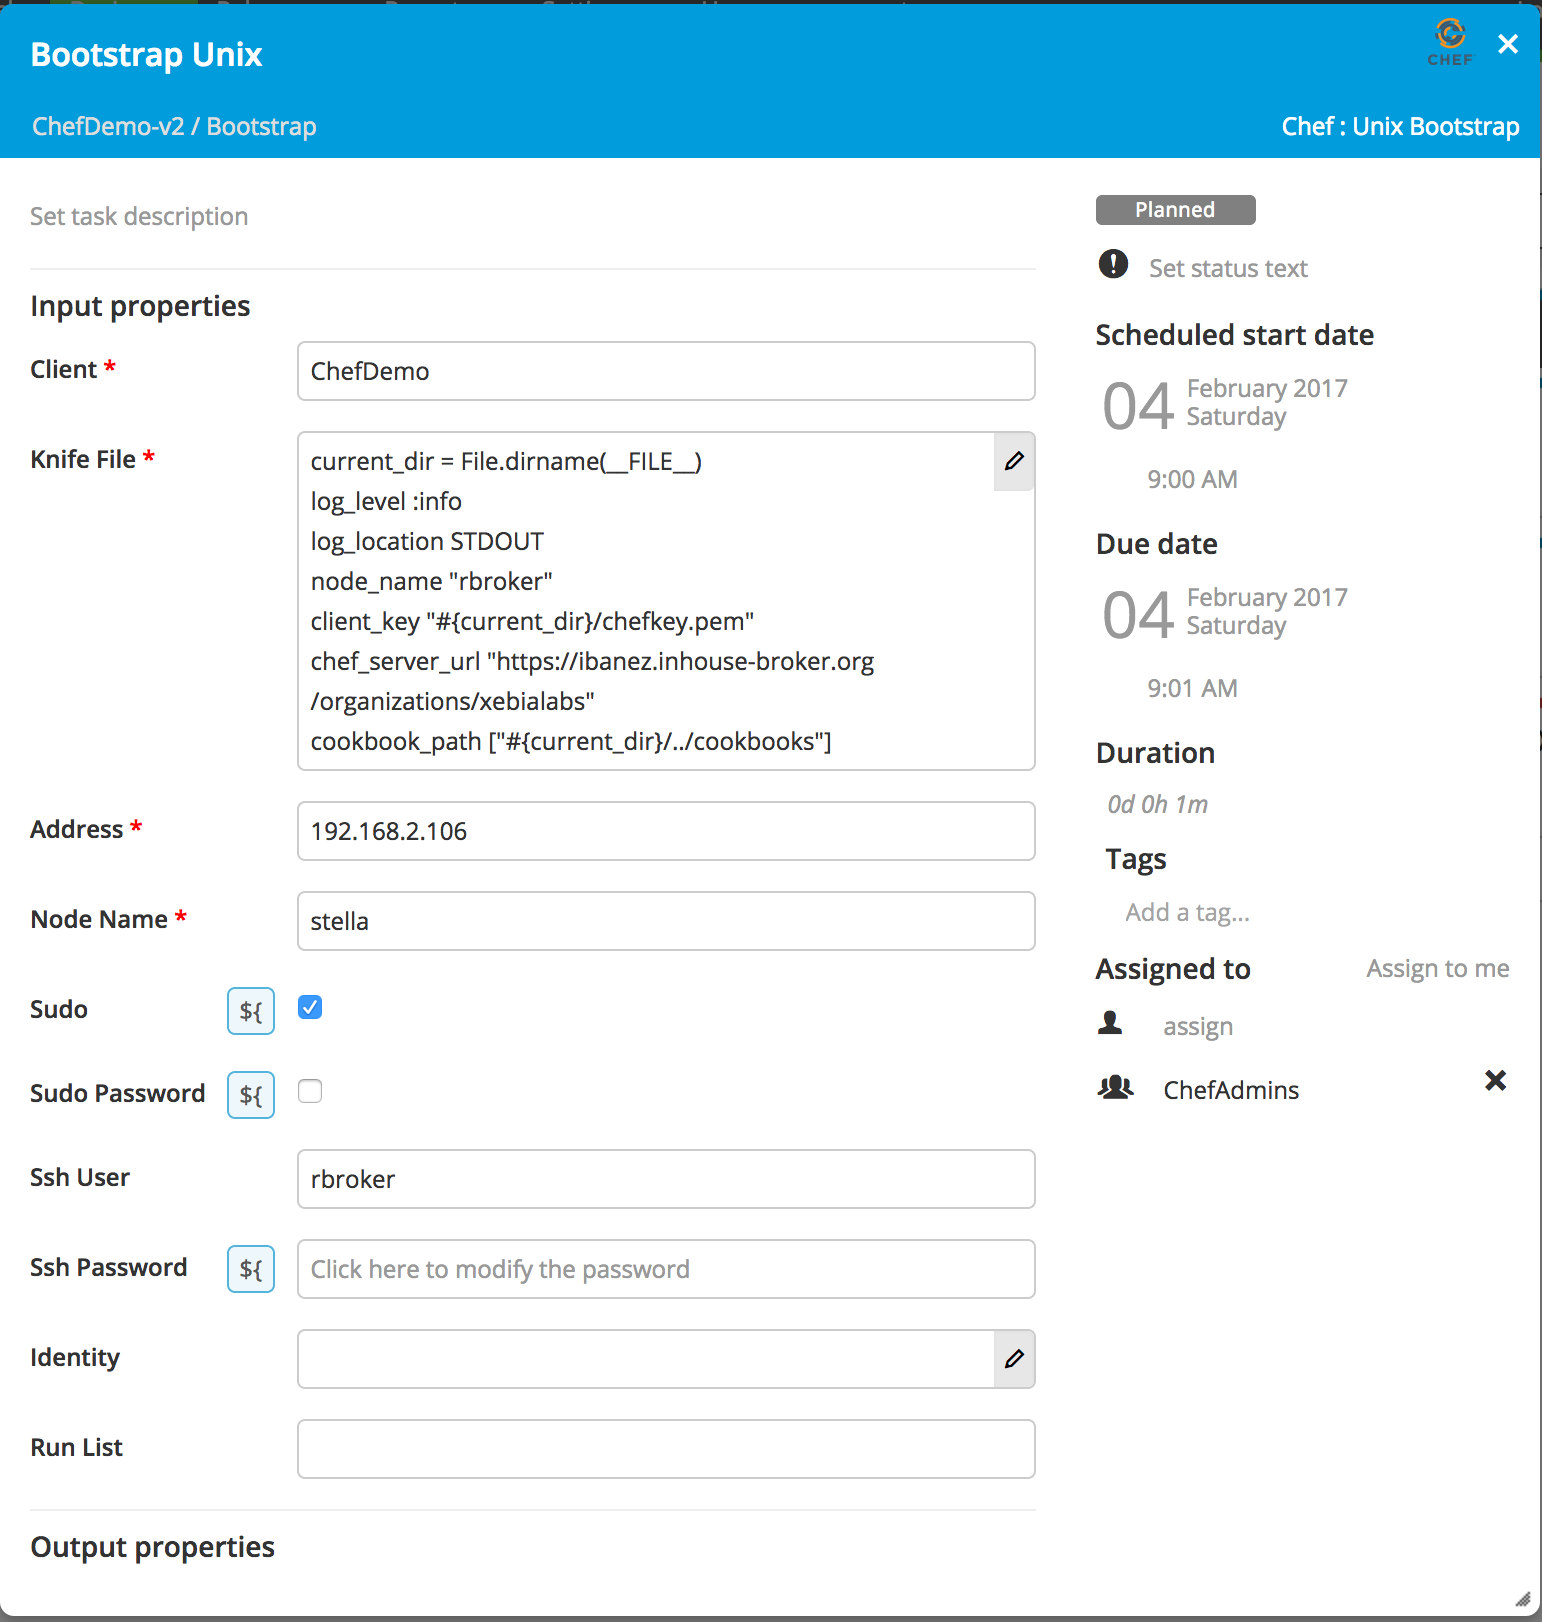 Bootstrap Unix
CHEF
ChefDemo-v2 / Bootstrap
Chef : Unix Bootstrap
Set task description
Input properties
Client *
ChefDemo
Knife File *
current_dir = File.dirname(__FILE__)
log_level :info
log_location STDOUT
node_name "rbroker"
client_key "#{current_dir}/chefkey.pem"
chef_server_url "https://ibanez.inhouse-broker.org
/organizations/xebialabs"
cookbook_path ["#{current_dir}/../cookbooks"]
Address *
192.168.2.106
Node Name *
stella
Sudo
${
Sudo Password
${
Ssh User
rbroker
Ssh Password
${
Click here to modify the password
Identity
Run List
Output properties
Planned
Set status text
Scheduled start date
04
February 2017
Saturday
9:00 AM
Due date
04
February 2017
Saturday
9:01 AM
Duration
0d 0h 1m
Tags
Add a tag...
Assigned to
Assign to me
assign
ChefAdmins